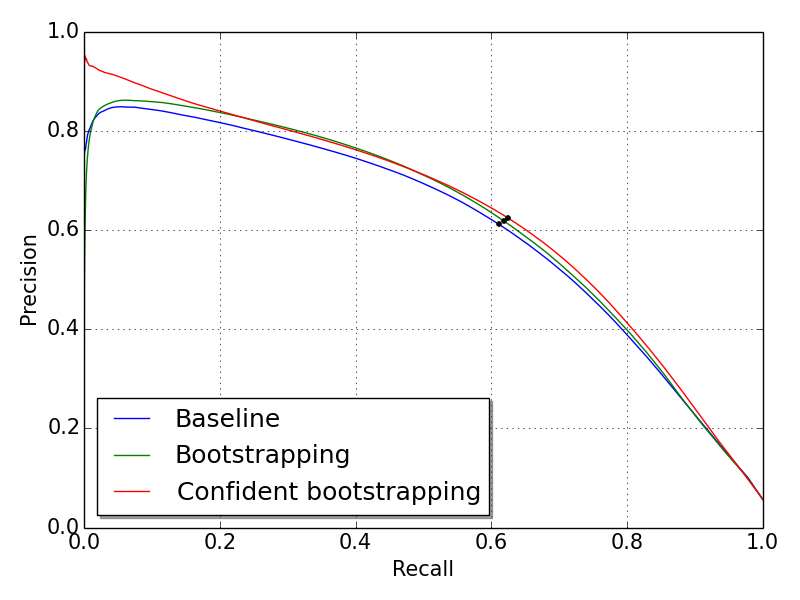 1.0
0.8
0.6
0.4
0.2
0.0
Precision
Baseline
Bootstrapping
Confident bootstrapping
0.0 0.2 0.4 0.6 0.8 1.0
Recall